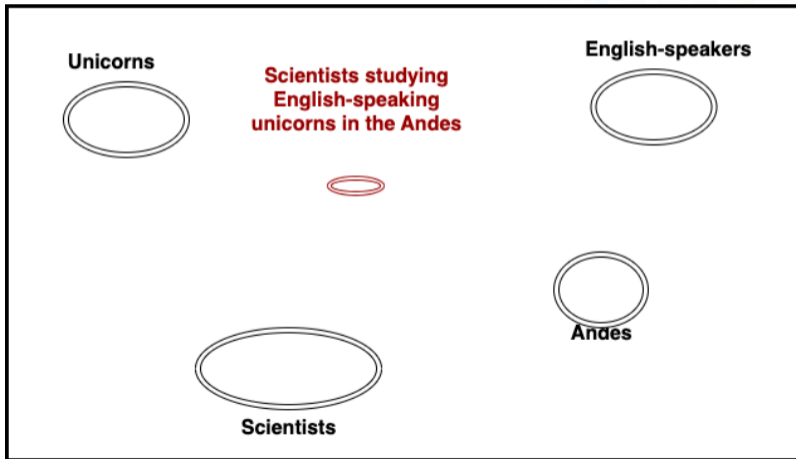 Unicorns
Scientists studying
English-speaking
unicorns in the Andes
English-speakers
Andes
Scientists